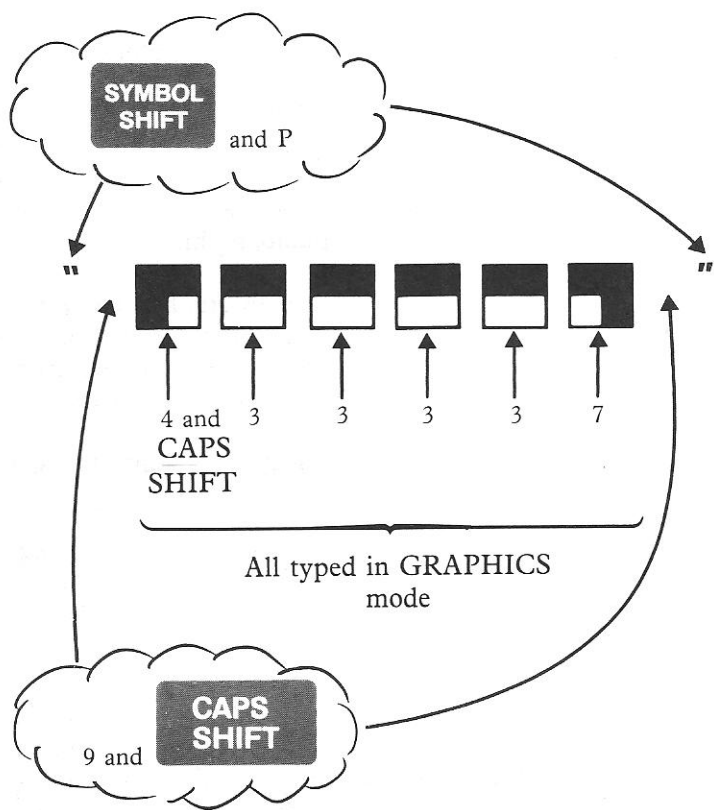 SYMBOL
SHIFT
and P
" "
4 and 3 3 3 3 7
CAPS
SHIFT
All typed in GRAPHICS
mode
CAPS
SHIFT
9 and